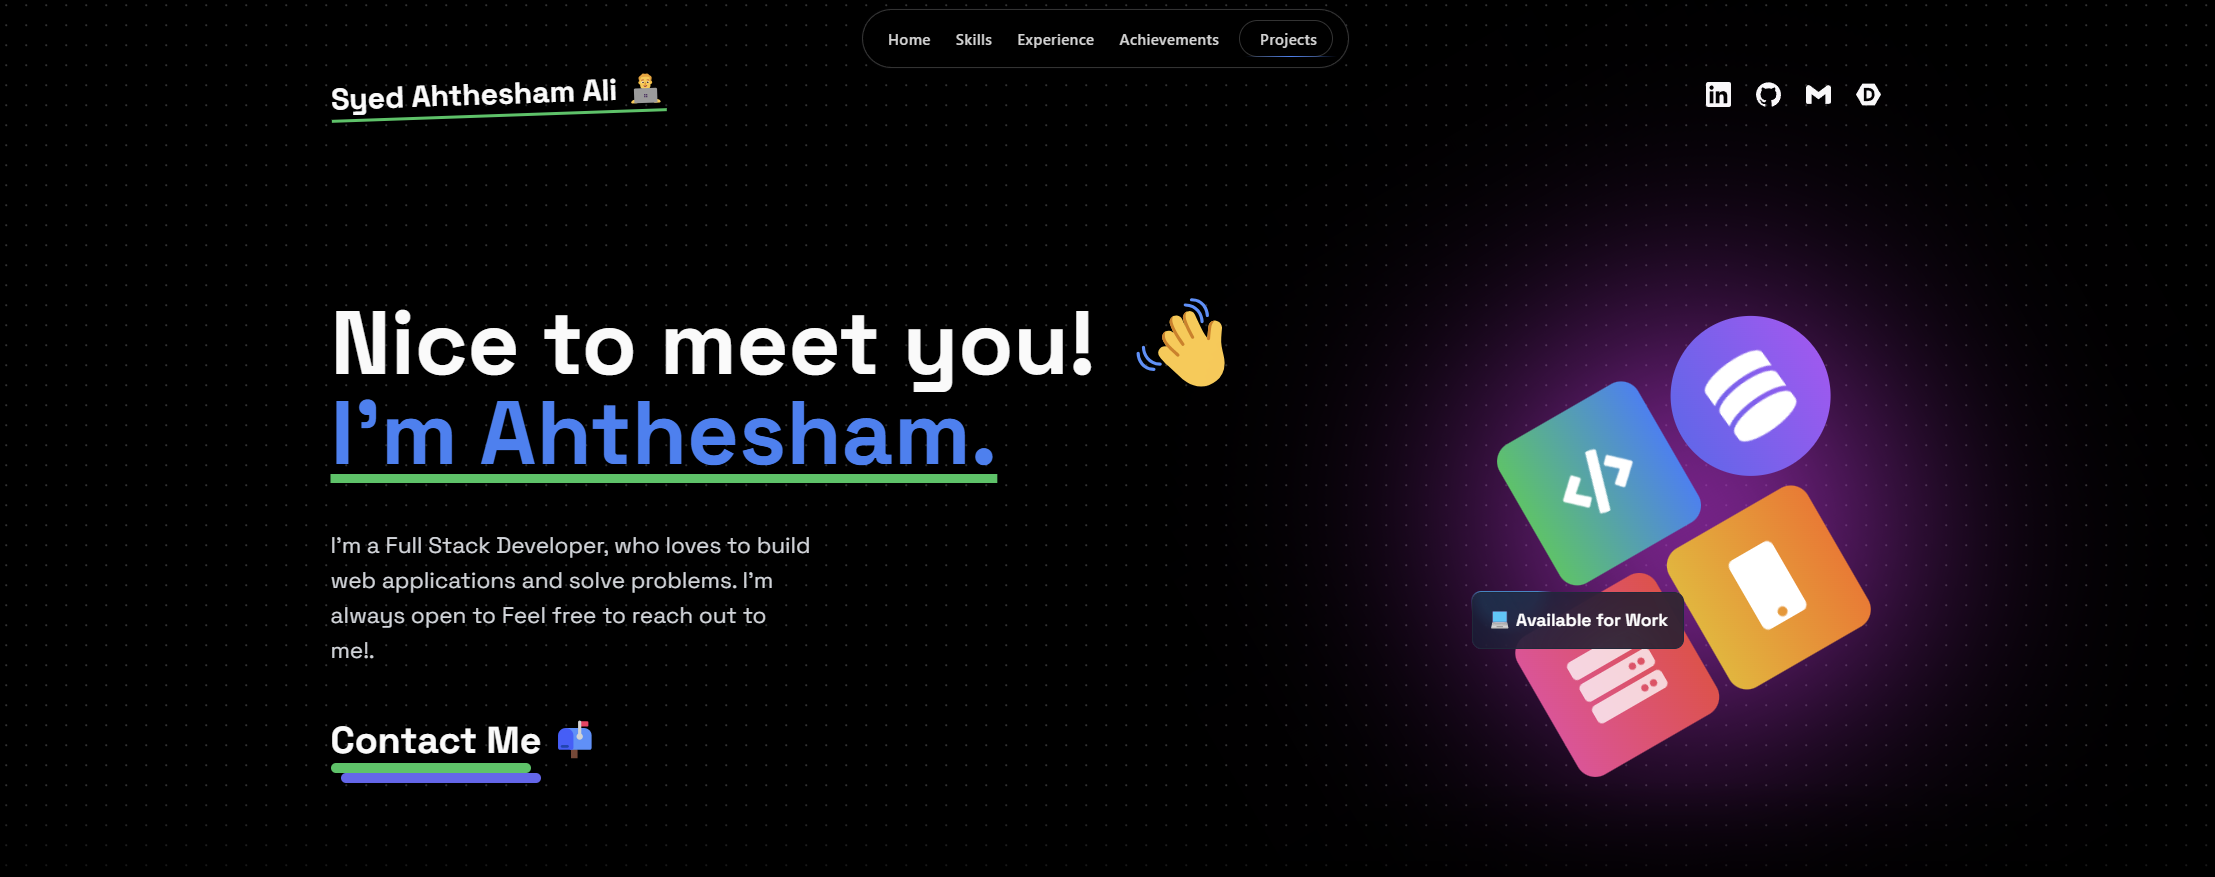 Home Skills Experience Achievements Projects
Syed Ahthesham Ali
Nice to meet you!
I'm Ahthesham.
I'm a Full Stack Developer, who loves to build
web applications and solve problems. I'm
always open to Feel free to reach out to
me!.
Available for Work
Contact Me